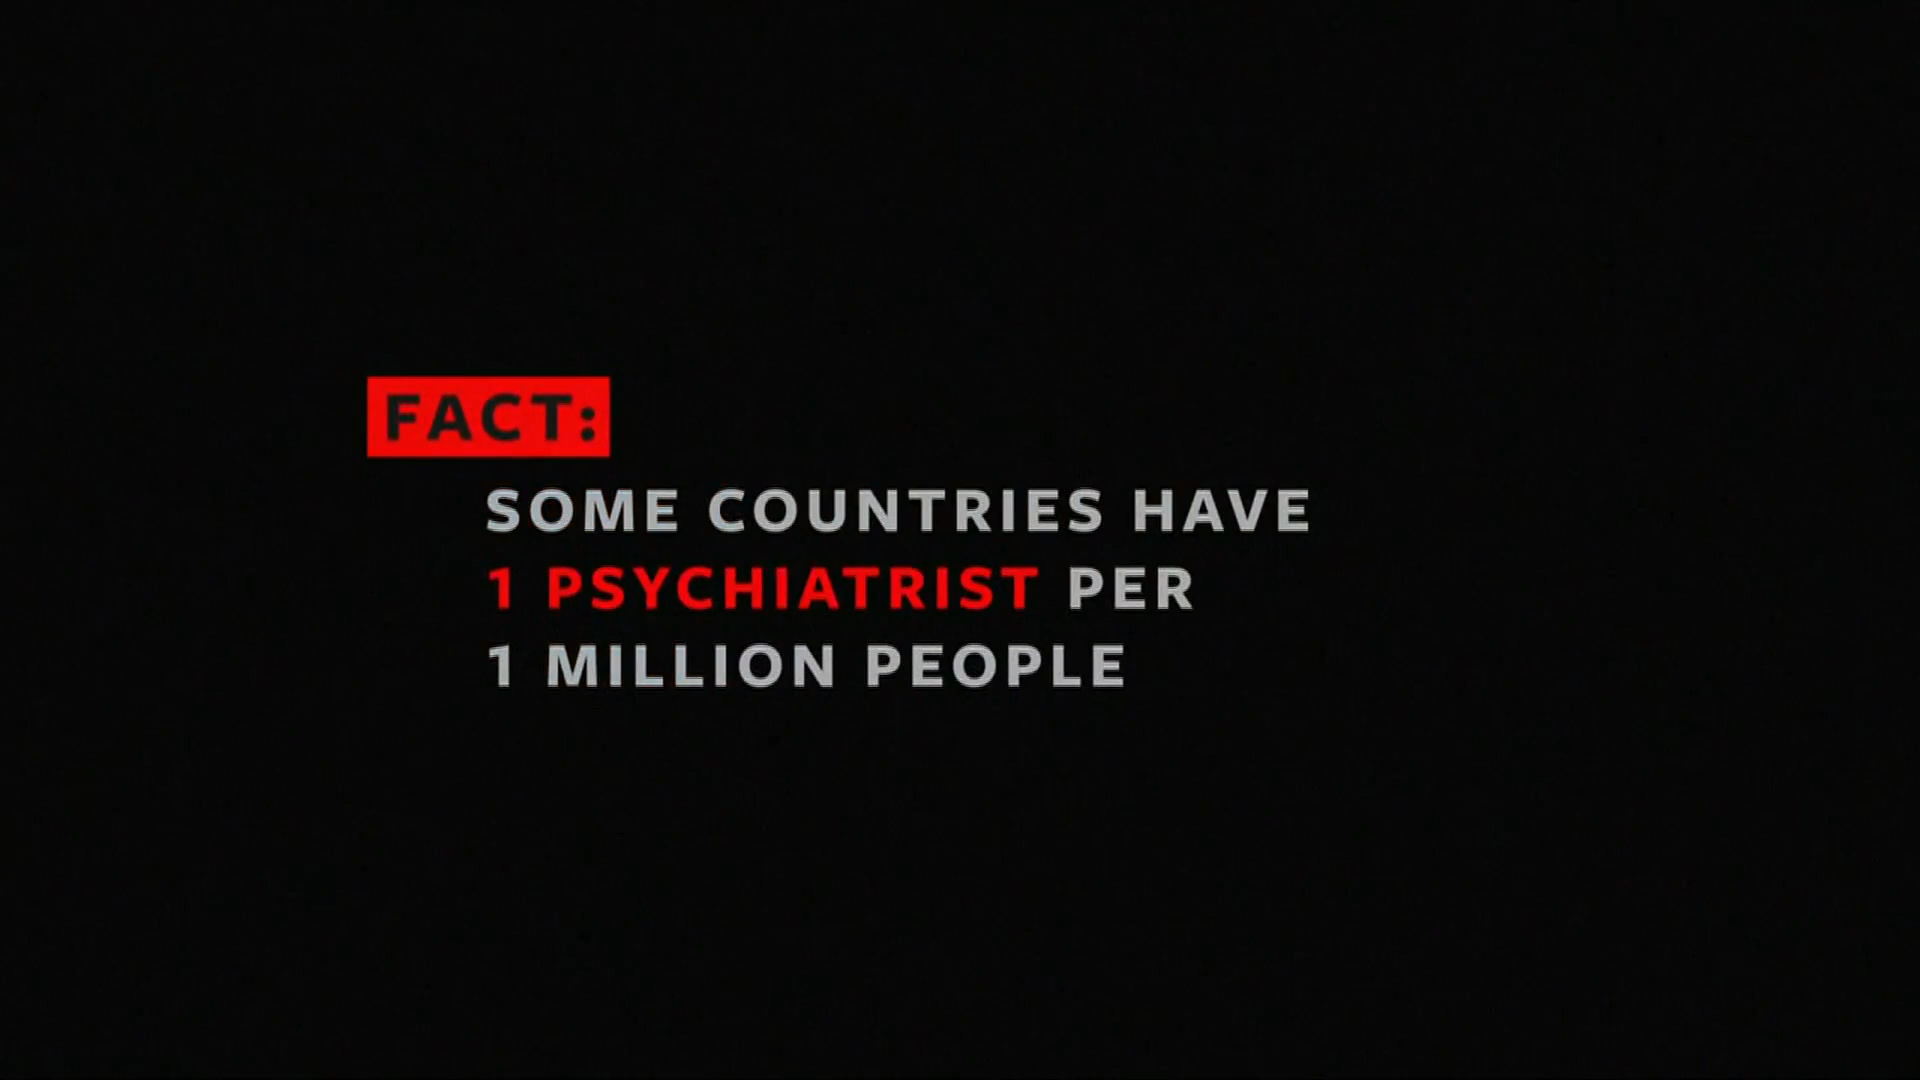 FACT:
SOME COUNTRIES HAVE
1 PSYCHIATRIST PER
1 MILLION PEOPLE